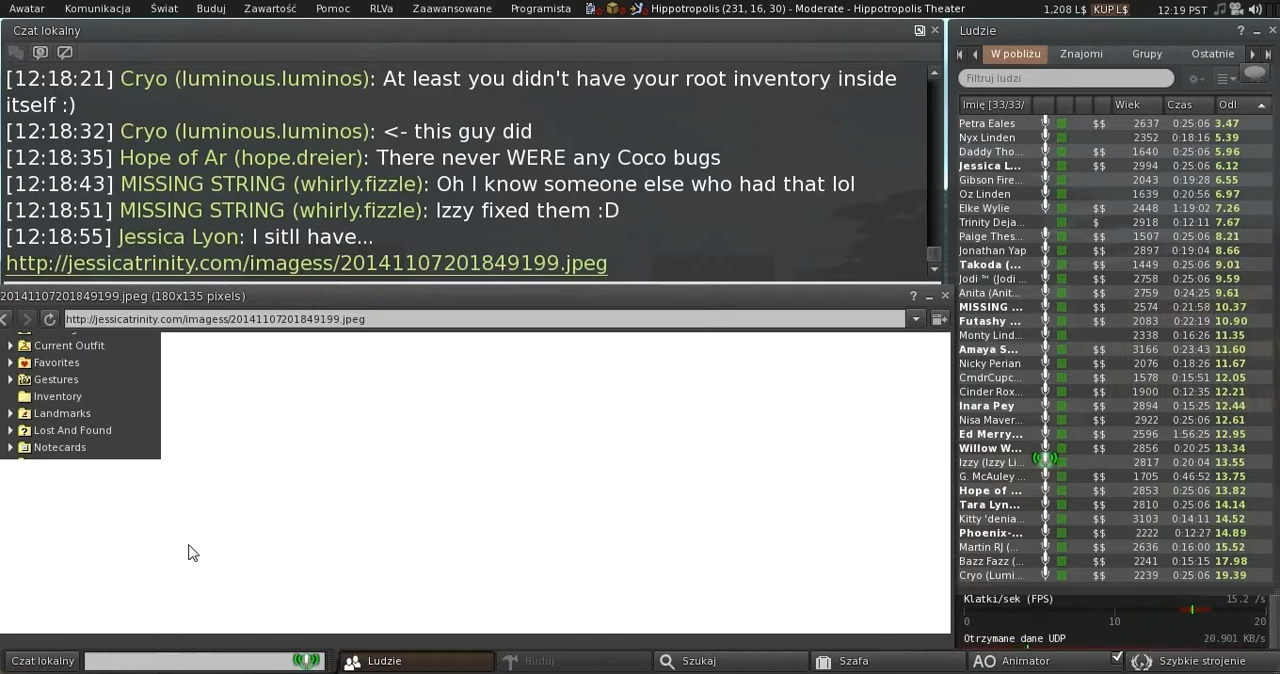 Awatar Komunikacja Świat Buduj Zawartość Pomoc RLVa Zaawansowane Programista Hippotropolis (231, 16, 30) - Moderate - Hippotropolis Theater 1,208 L$ KUP L$ 12:19 PST
Czat lokalny
[12:18:21] Cryo (luminous.luminos): At least you didn't have your root inventory inside
itself :)
[12:18:32] Cryo (luminous.luminos): <- this guy did
[12:18:35] Hope of Ar (hope.dreier): There never WERE any Coco bugs
[12:18:43] MISSING STRING (whirly.fizzle): Oh I know someone else who had that lol
[12:18:51] MISSING STRING (whirly.fizzle): Izzy fixed them :D
[12:18:55] Jessica Lyon: I sitll have...
http://jessicatrinity.com/imagess/20141107201849199.jpeg
20141107201849199.jpeg (180x135 pixels)
http://jessicatrinity.com/imagess/20141107201849199.jpeg
Current Outfit
Favorites
Gestures
Inventory
Landmarks
Lost And Found
Notecards
Ludzie
W pobliżu Znajomi Grupy Ostatnie
Filtruj ludzi
Imię [33/33/ Wiek Czas Odl.
Petra Eales $$ 2637 0:25:06 3.47
Nyx Linden 2352 0:18:16 5.39
Daddy Tho... $$ 1640 0:25:06 5.96
Jessica L... $$ 2994 0:25:06 6.12
Gibson Fire... 2043 0:19:28 6.55
Oz Linden 1639 0:20:56 6.97
Elke Wylie $$ 2448 1:19:02 7.26
Trinity Deja... $ 2918 0:12:11 7.67
Paige Thes... $$ 1507 0:25:06 8.21
Jonathan Yap $$ 2897 0:19:04 8.66
Takoda (... $$ 1449 0:25:06 9.01
Jodi ™ (Jodi ... $$ 2758 0:25:06 9.59
Anita (Anit... $$ 2759 0:24:25 9.61
MISSING ... $$ 2574 0:21:58 10.37
Futashy ... $$ 2083 0:22:19 10.90
Monty Lind... 2338 0:16:26 11.35
Amaya S... $$ 3166 0:23:43 11.60
Nicky Perian $$ 2076 0:18:26 11.67
CmdrCupc... $$ 1578 0:15:51 12.05
Cinder Rox... $$ 1900 0:12:35 12.21
Inara Pey $$ 2894 0:15:25 12.44
Nisa Maver... $$ 2922 0:25:06 12.61
Ed Merry... $$ 2596 1:56:25 12.95
Willow W... $$ 2856 0:20:25 13.34
Izzy (Izzy Li... 2817 0:20:04 13.55
G. McAuley ... $$ 1705 0:46:52 13.75
Hope of ... $$ 2853 0:25:06 13.82
Tara Lyn... $$ 2810 0:25:06 14.14
Kitty 'denia... $$ 3103 0:14:11 14.52
Phoenix-... $$ 2222 0:12:27 14.89
Martin RJ (... $$ 2636 0:16:00 15.52
Bazz Fazz (... $$ 2241 0:15:15 17.98
Cryo (Lumi... $$ 2239 0:25:06 19.39
Klatki/sek (FPS) 15.2 /s
0 10 20
Otrzymane dane UDP 20.901 KB/s
Czat lokalny Ludzie Buduj Szukaj Szafa AO Animator Szybkie strojenie